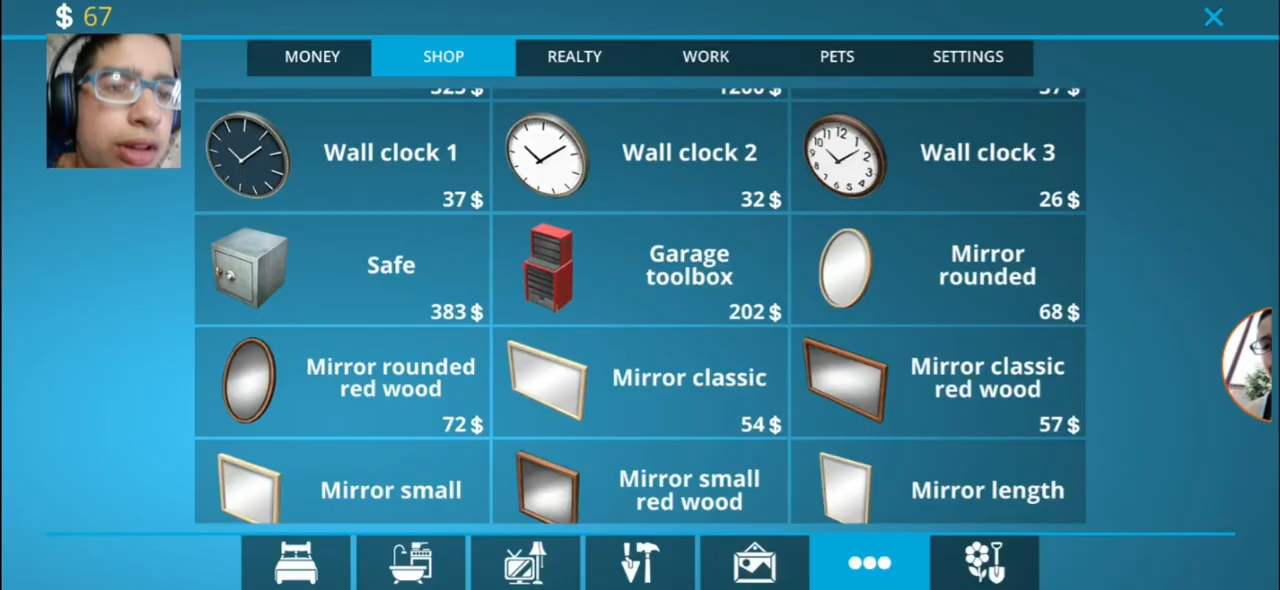 $ 67
MONEY SHOP REALTY WORK PETS SETTINGS
Wall clock 1
37 $
Wall clock 2
32 $
Wall clock 3
26 $
Safe
383 $
Garage
toolbox
202 $
Mirror
rounded
68 $
Mirror rounded
red wood
72 $
Mirror classic
54 $
Mirror classic
red wood
57 $
Mirror small
Mirror small
red wood
Mirror length